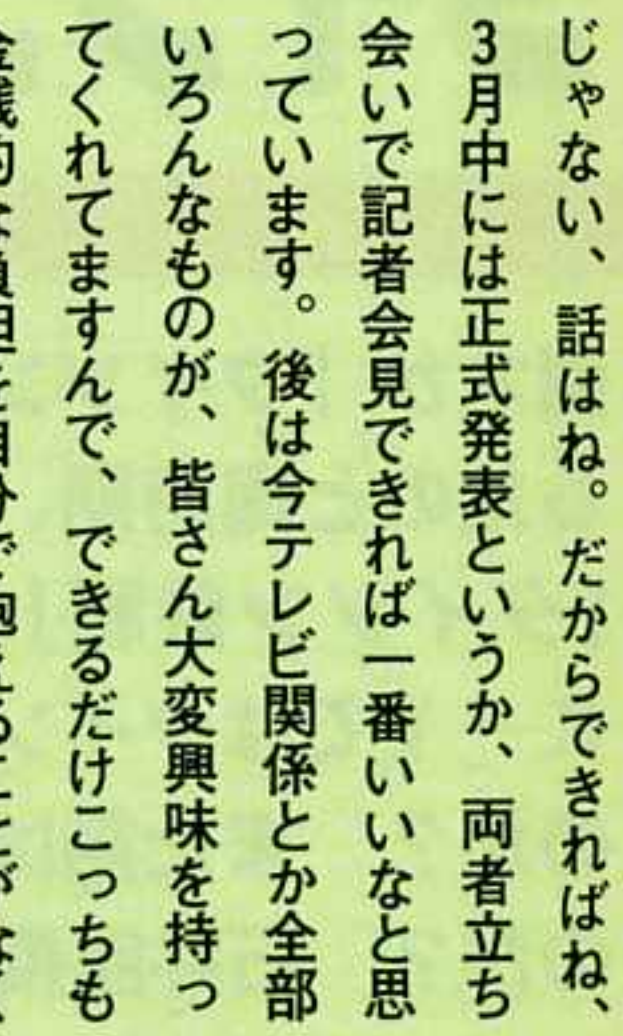 じゃない、話はね。だからできればね、
3月中には正式発表というか、両者立ち
会いで記者会見できれば一番いいなと思
っています。後は今テレビ関係とか全部
いろんなものが、皆さん大変興味を持っ
てくれてますんで、できるだけこっちも